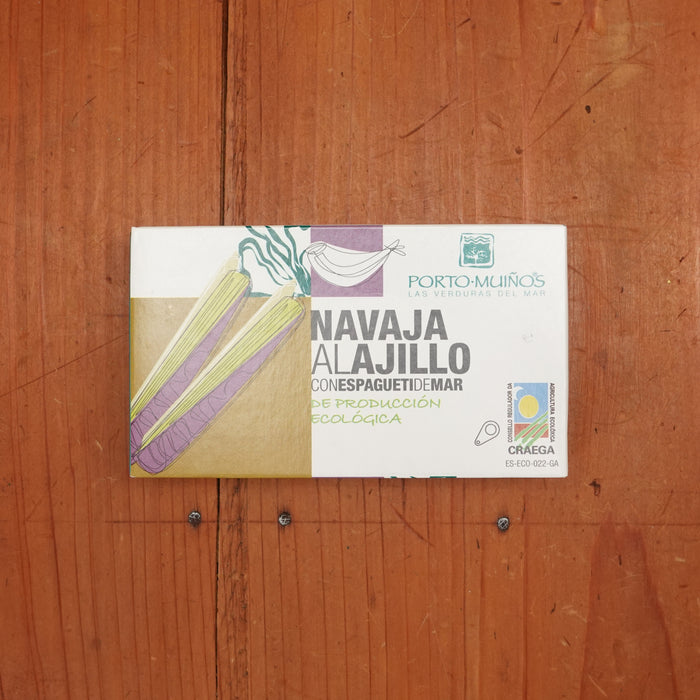 PORTO·MUIÑOS®
LAS VERDURAS DEL MAR
NAVAJA
ALAJILLO
CONESPAGUETIDEMAR
DE PRODUCCIÓN
ECOLÓGICA
CONSELLO REGULADOR DA
AGRICULTURA ECOLÓXICA
CRAEGA
ES-ECO-022-GA